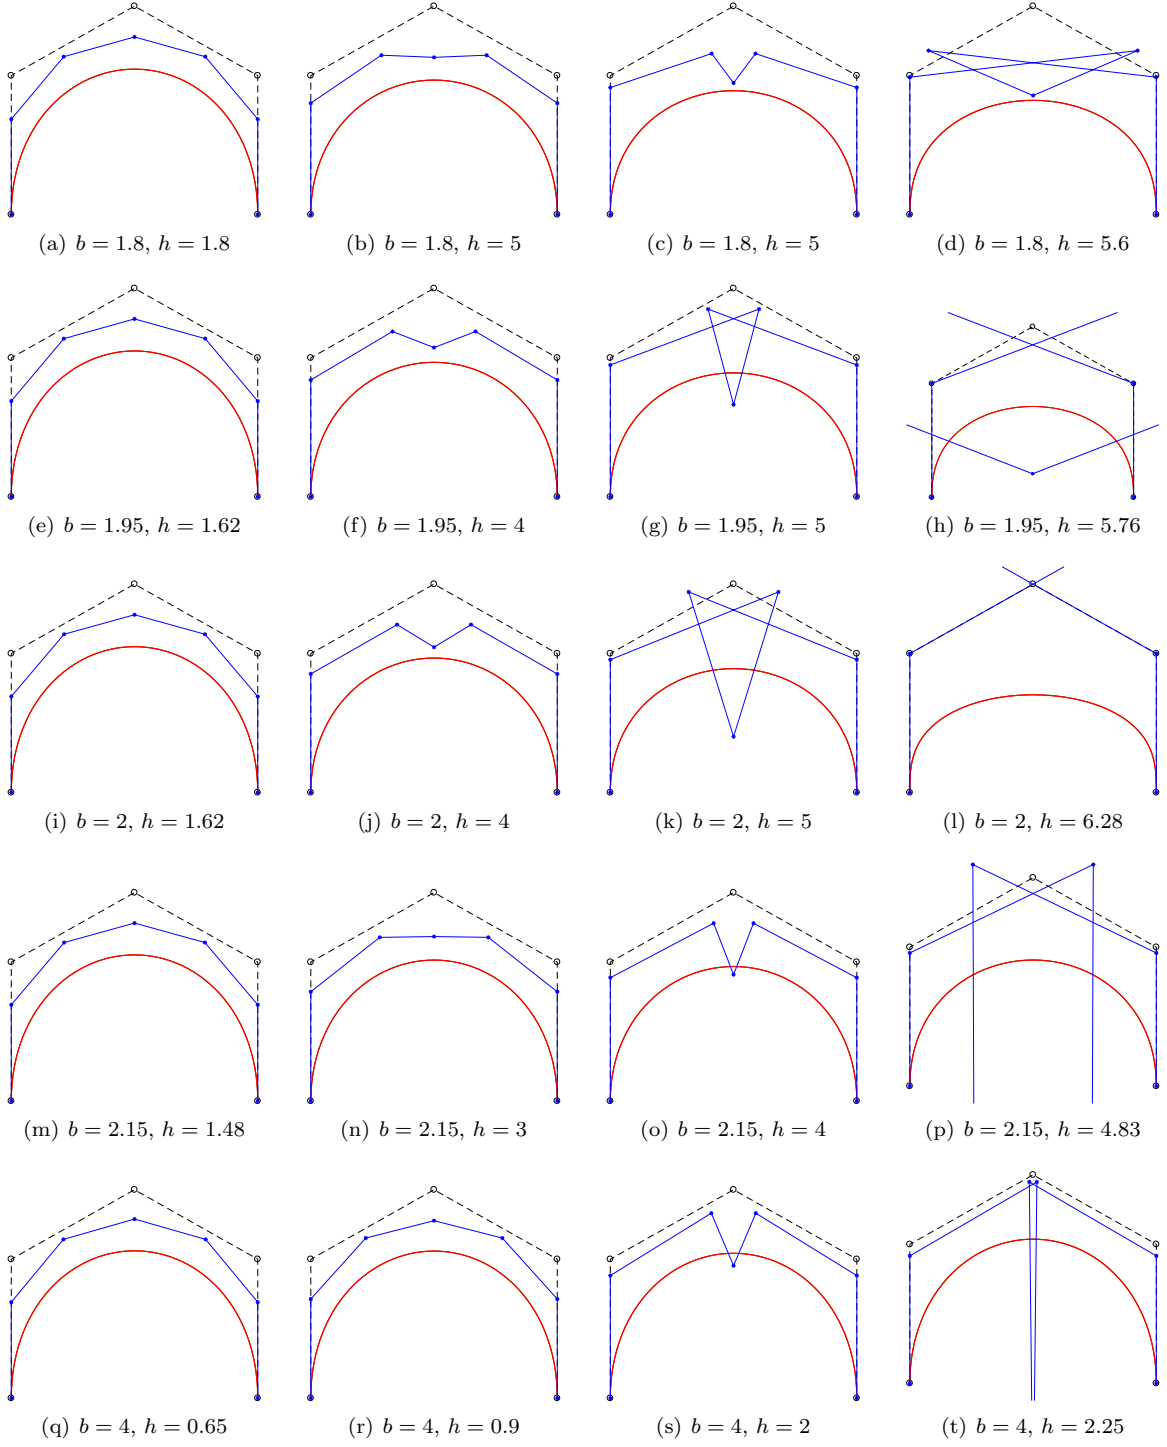 (a) b = 1.8, h = 1.8
(b) b = 1.8, h = 5
(c) b = 1.8, h = 5
(d) b = 1.8, h = 5.6
(e) b = 1.95, h = 1.62
(f) b = 1.95, h = 4
(g) b = 1.95, h = 5
(h) b = 1.95, h = 5.76
(i) b = 2, h = 1.62
(j) b = 2, h = 4
(k) b = 2, h = 5
(l) b = 2, h = 6.28
(m) b = 2.15, h = 1.48
(n) b = 2.15, h = 3
(o) b = 2.15, h = 4
(p) b = 2.15, h = 4.83
(q) b = 4, h = 0.65
(r) b = 4, h = 0.9
(s) b = 4, h = 2
(t) b = 4, h = 2.25